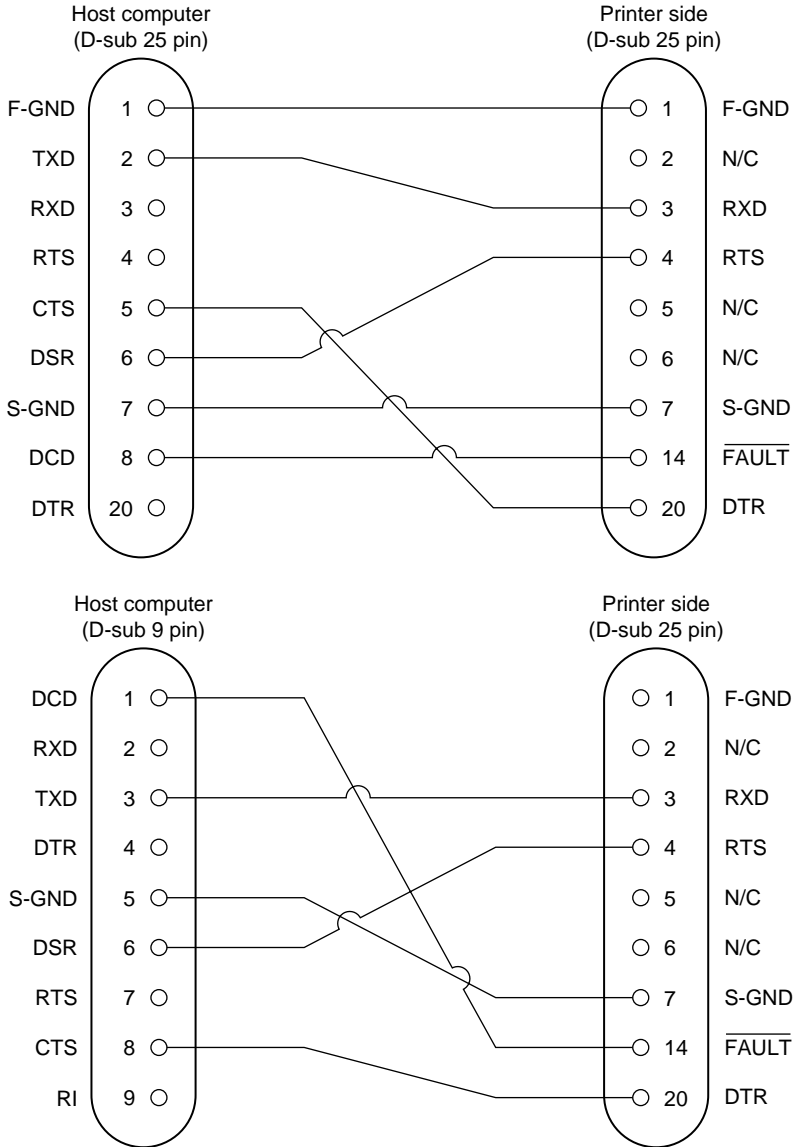 Host computer
(D-sub 25 pin)
Printer side
(D-sub 25 pin)
F-GND 1 1 F-GND
TXD 2 2 N/C
RXD 3 3 RXD
RTS 4 4 RTS
CTS 5 5 N/C
DSR 6 6 N/C
S-GND 7 7 S-GND
DCD 8 14 FAULT
DTR 20 20 DTR
Host computer
(D-sub 9 pin)
Printer side
(D-sub 25 pin)
DCD 1 1 F-GND
RXD 2 2 N/C
TXD 3 3 RXD
DTR 4 4 RTS
S-GND 5 5 N/C
DSR 6 6 N/C
RTS 7 7 S-GND
CTS 8 14 FAULT
RI 9 20 DTR